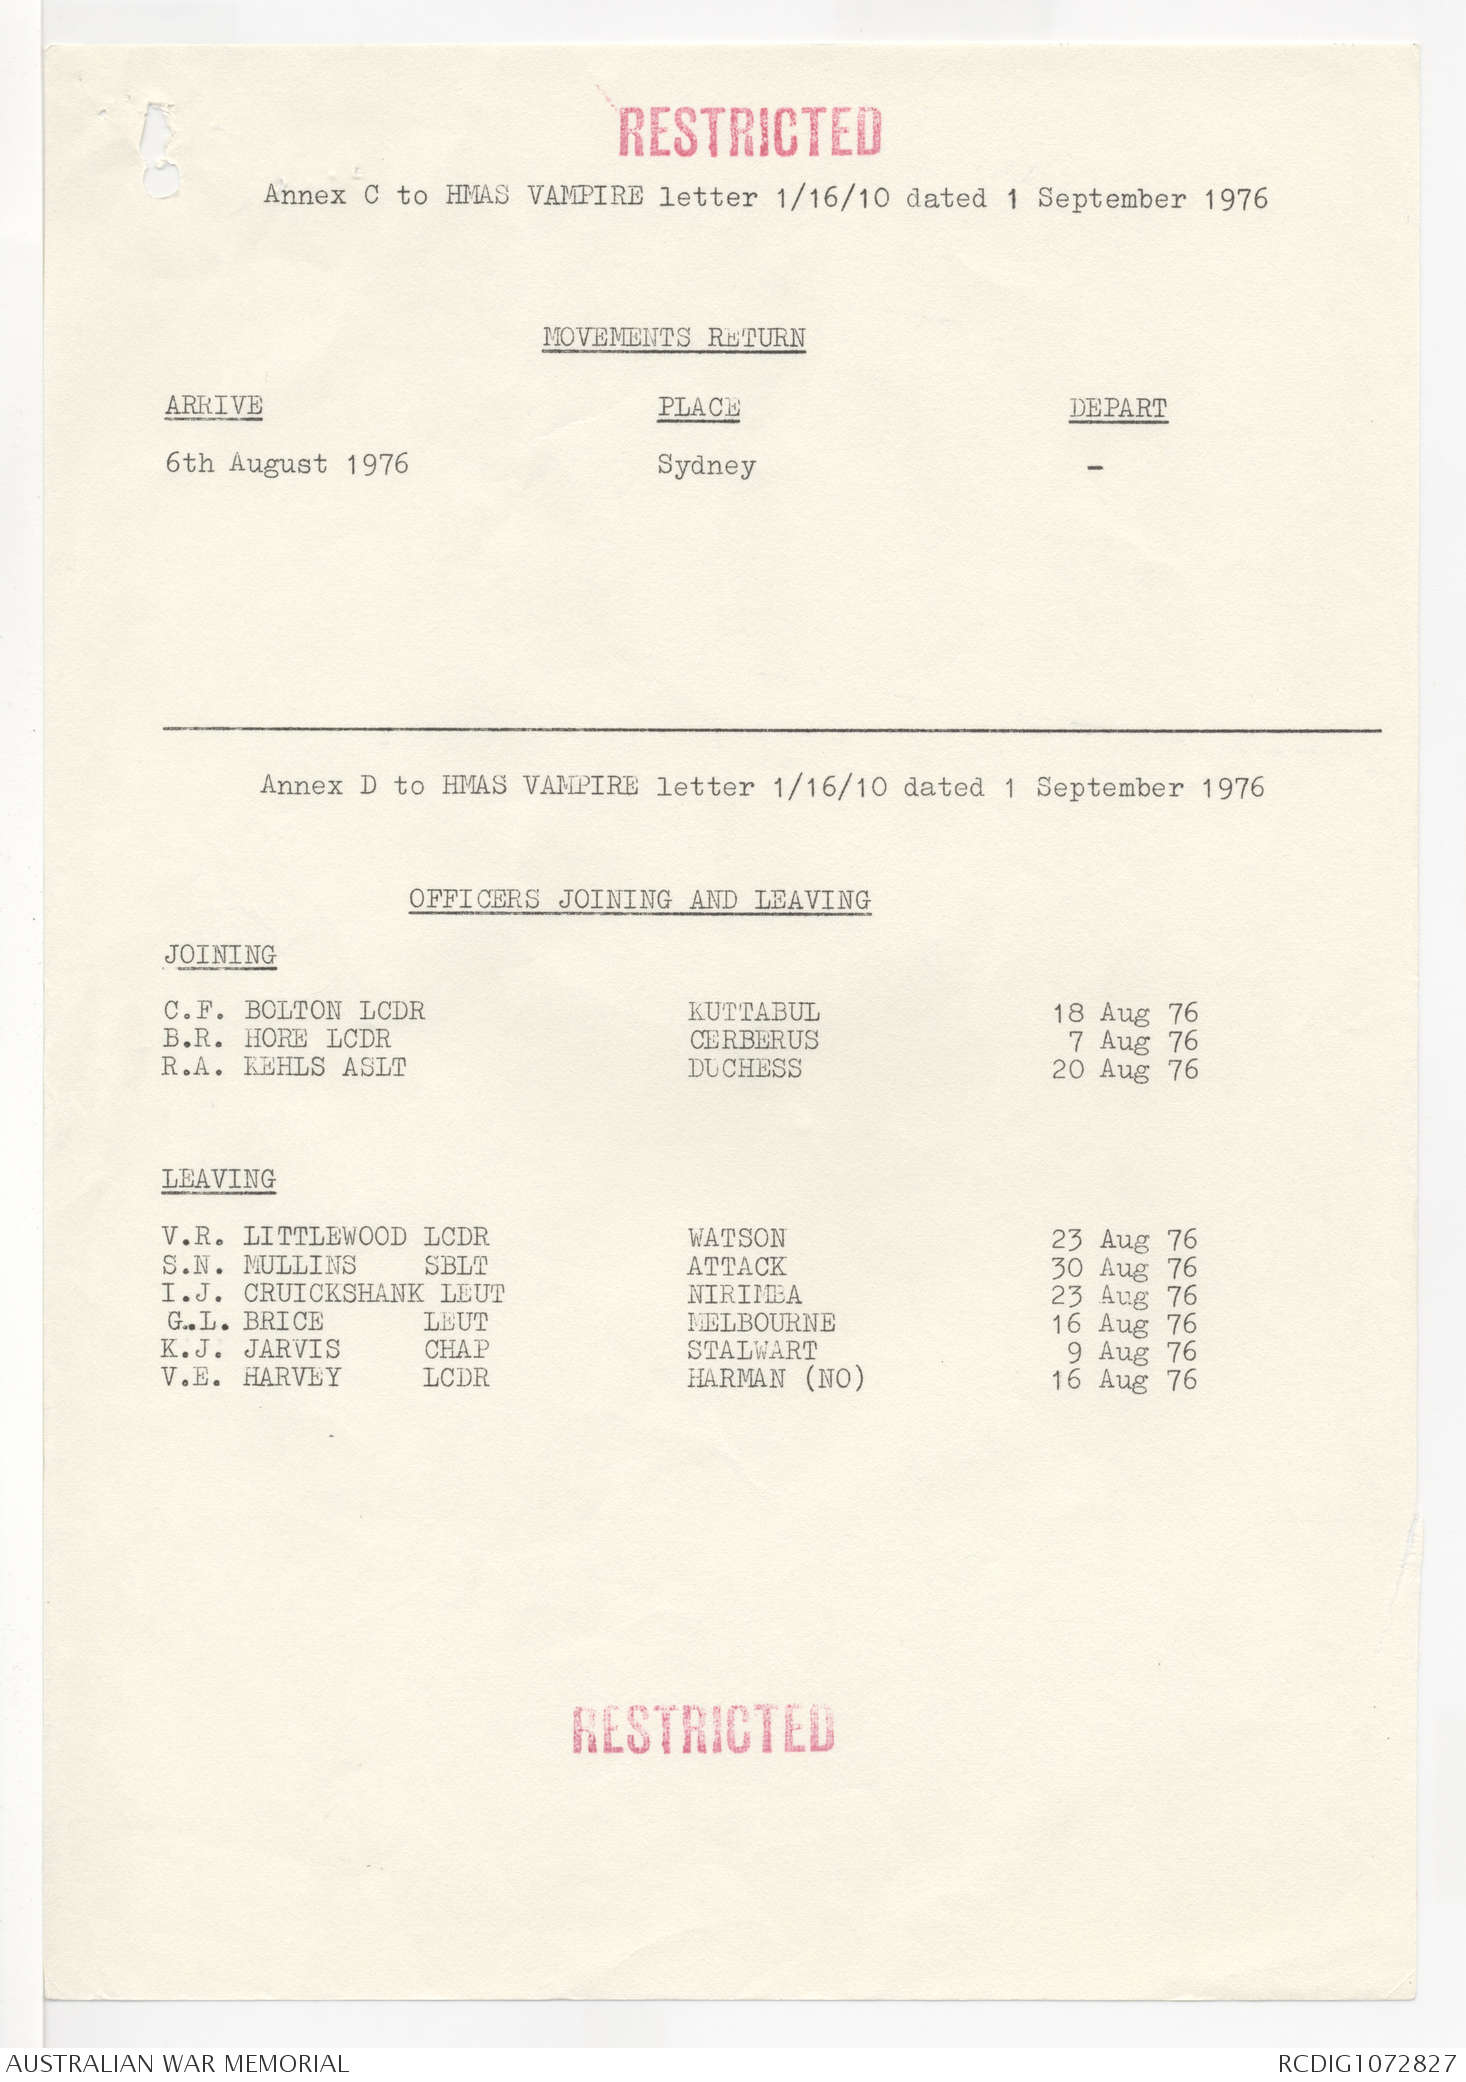 RESTRICTED
Annex C to HMAS VAMPIRE letter 1/16/10 dated 1 September 1976
MOVEMENTS RETURN
ARRIVE PLACE DEPART
6th August 1976 Sydney -
Annex D to HMAS VAMPIRE letter 1/16/10 dated 1 September 1976
OFFICERS JOINING AND LEAVING
JOINING
C.F. BOLTON LCDR KUTTABUL 18 Aug 76
B.R. HORE LCDR CERBERUS 7 Aug 76
R.A. KEHLS ASLT DUCHESS 20 Aug 76
LEAVING
V.R. LITTLEWOOD LCDR WATSON 23 Aug 76
S.N. MULLINS SBLT ATTACK 30 Aug 76
I.J. CRUICKSHANK LEUT NIRIMBA 23 Aug 76
G.L. BRICE LEUT MELBOURNE 16 Aug 76
K.J. JARVIS CHAP STALWART 9 Aug 76
V.E. HARVEY LCDR HARMAN (NO) 16 Aug 76
RESTRICTED
AUSTRALIAN WAR MEMORIAL RCDIG1072827